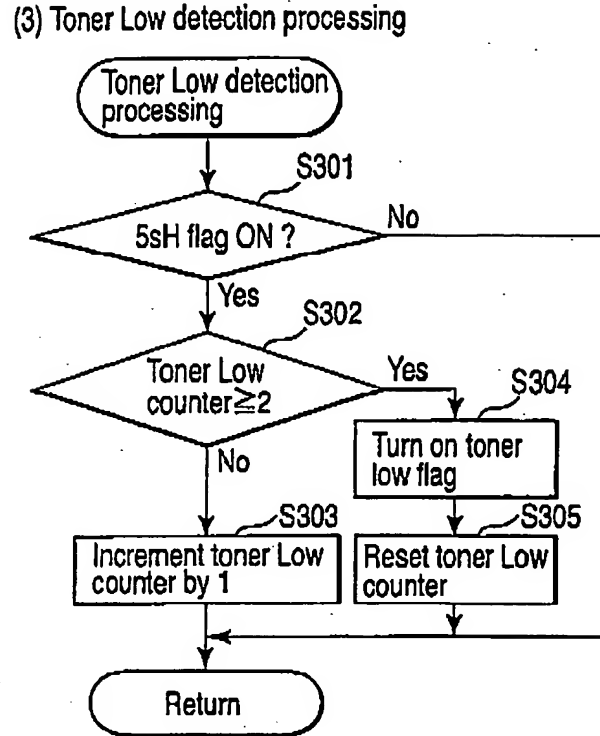 (3) Toner Low detection processing
Toner Low detection
processing
S301
5sH flag ON ?
No
Yes
S302
Toner Low
counter≧2
Yes
S304
Turn on toner
low flag
No
S303
S305
Increment toner Low
counter by 1
Reset toner Low
counter
Return